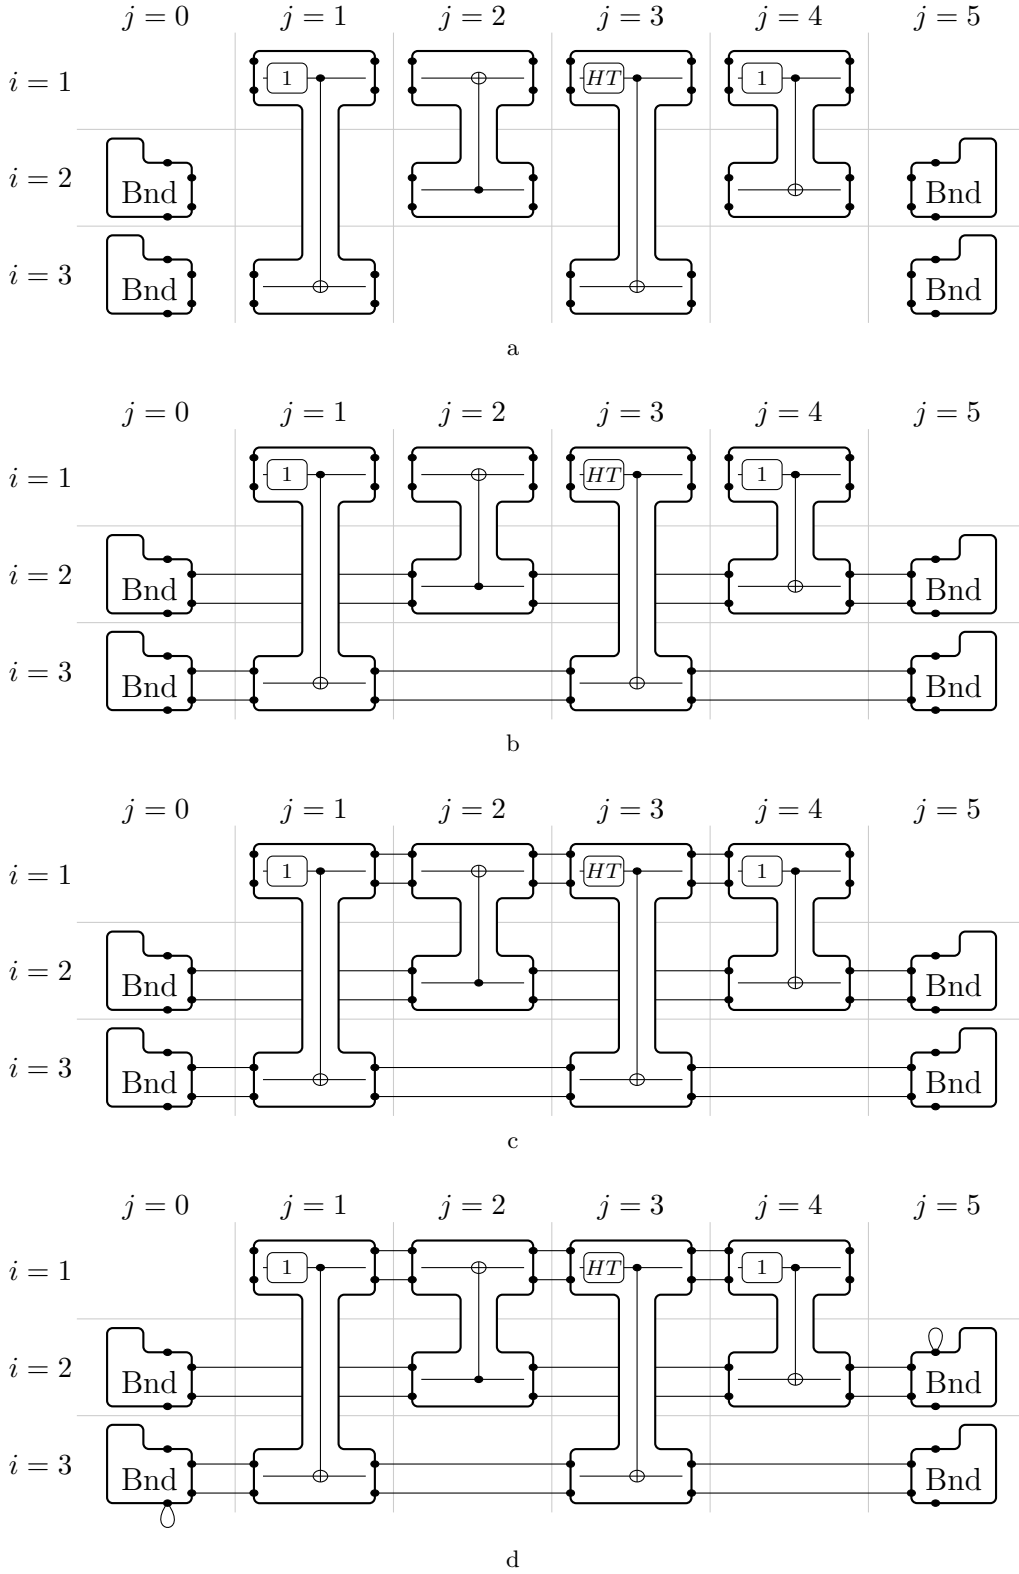 j = 0 j = 1 j = 2 j = 3 j = 4 j = 5
i = 1 1 HT 1
i = 2 Bnd Bnd
i = 3 Bnd Bnd
a
j = 0 j = 1 j = 2 j = 3 j = 4 j = 5
i = 1 1 HT 1
i = 2 Bnd Bnd
i = 3 Bnd Bnd
b
j = 0 j = 1 j = 2 j = 3 j = 4 j = 5
i = 1 1 HT 1
i = 2 Bnd Bnd
i = 3 Bnd Bnd
c
j = 0 j = 1 j = 2 j = 3 j = 4 j = 5
i = 1 1 HT 1
i = 2 Bnd Bnd
i = 3 Bnd Bnd
d